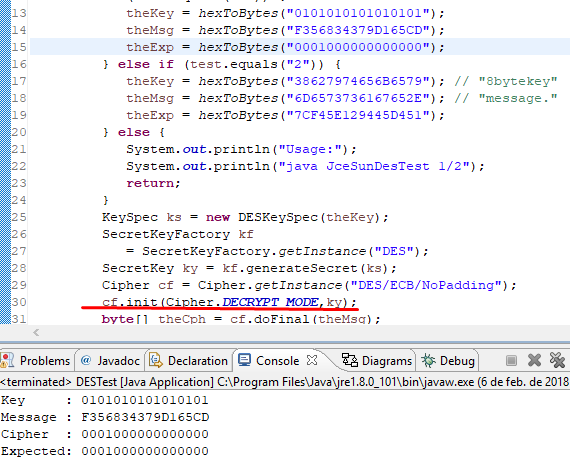 13 theKey = hexToBytes("0101010101010101");
14 theMsg = hexToBytes("F356834379D165CD");
15 theExp = hexToBytes("0001000000000000");
16 } else if (test.equals("2")) {
17 theKey = hexToBytes("38627974656B6579"); // "8bytekey"
18 theMsg = hexToBytes("6D6573736167652E"); // "message."
19 theExp = hexToBytes("7CF45E129445D451");
20 } else {
21 System.out.println("Usage:");
22 System.out.println("java JceSunDesTest 1/2");
23 return;
24 }
25 KeySpec ks = new DESKeySpec(theKey);
26 SecretKeyFactory kf
27 = SecretKeyFactory.getInstance("DES");
28 SecretKey ky = kf.generateSecret(ks);
29 Cipher cf = Cipher.getInstance("DES/ECB/NoPadding");
30 cf.init(Cipher.DECRYPT_MODE,ky);
31 byte[] theCph = cf.doFinal(theMsg);
Problems @ Javadoc Declaration Console Diagrams Debug
<terminated> DESTest [Java Application] C:\Program Files\Java\jre1.8.0_101\bin\javaw.exe (6 de feb. de 2018
Key : 0101010101010101
Message : F356834379D165CD
Cipher : 0001000000000000
Expected: 0001000000000000